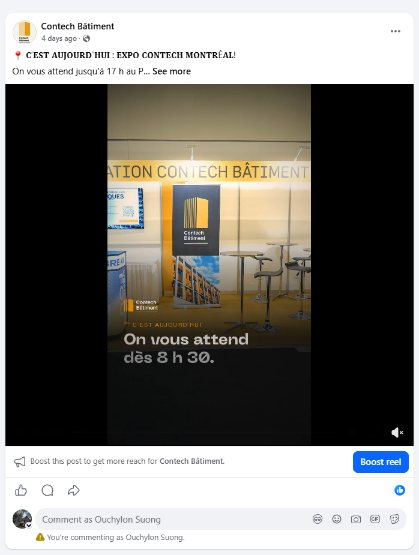 Contech Bâtiment
4 days ago ·
📍 C'EST AUJOURD'HUI : EXPO CONTECH MONTRÉAL!
On vous attend jusqu'à 17 h au P... See more
ATION CONTECH BÂTIMENT
QUES
Contech
Bâtiment
Contech
Bâtiment
C'EST AUJOURD'HUI
On vous attend
dès 8 h 30.
Boost this post to get more reach for Contech Bâtiment.
Boost reel
Comment as Ouchylon Suong
GIF
You're commenting as Ouchylon Suong.